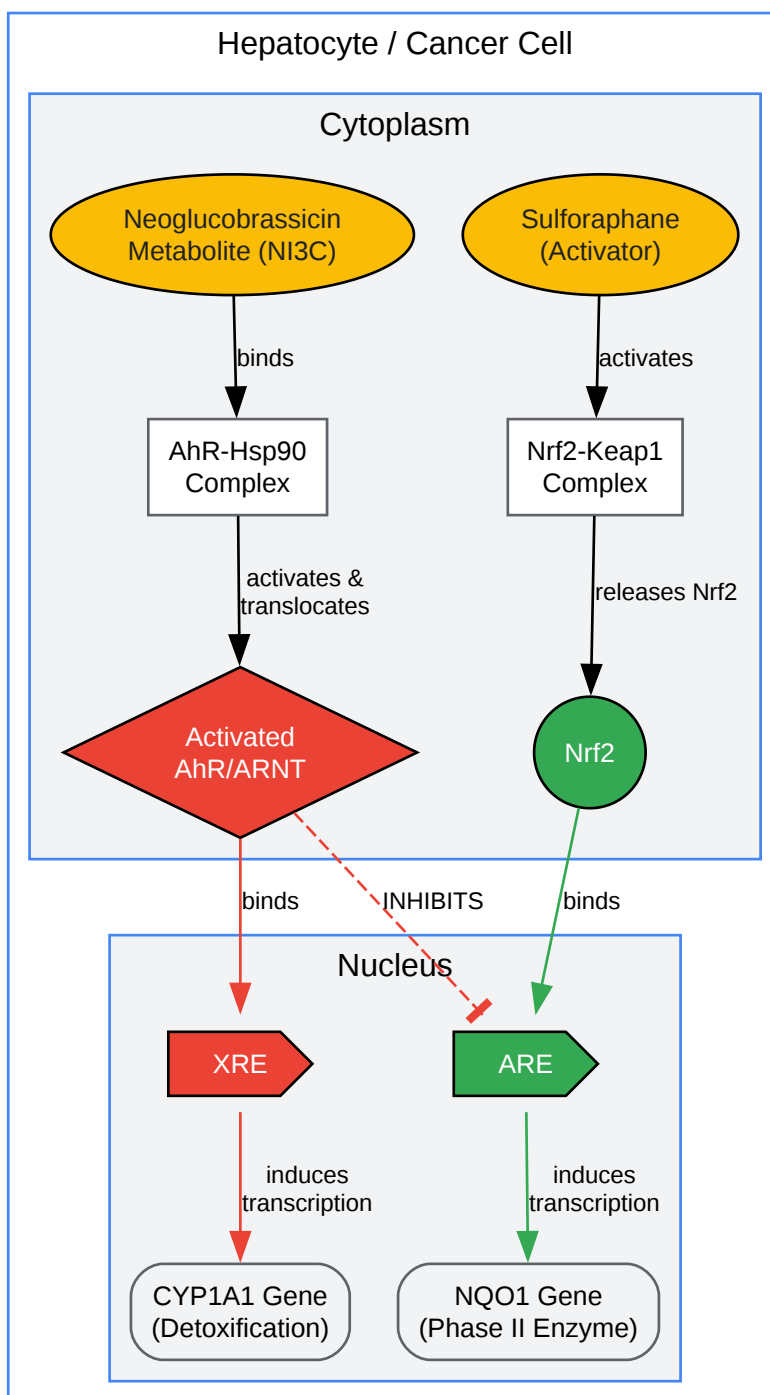 Hepatocyte / Cancer Cell
Cytoplasm
Neoglucobrassicin
Metabolite (NI3C)
Sulforaphane
(Activator)
binds
activates
AhR-Hsp90
Complex
Nrf2-Keap1
Complex
activates &
translocates
releases Nrf2
Activated
AhR/ARNT
Nrf2
binds
INHIBITS
binds
Nucleus
XRE
ARE
induces
transcription
induces
transcription
CYP1A1 Gene
(Detoxification)
NQO1 Gene
(Phase II Enzyme)